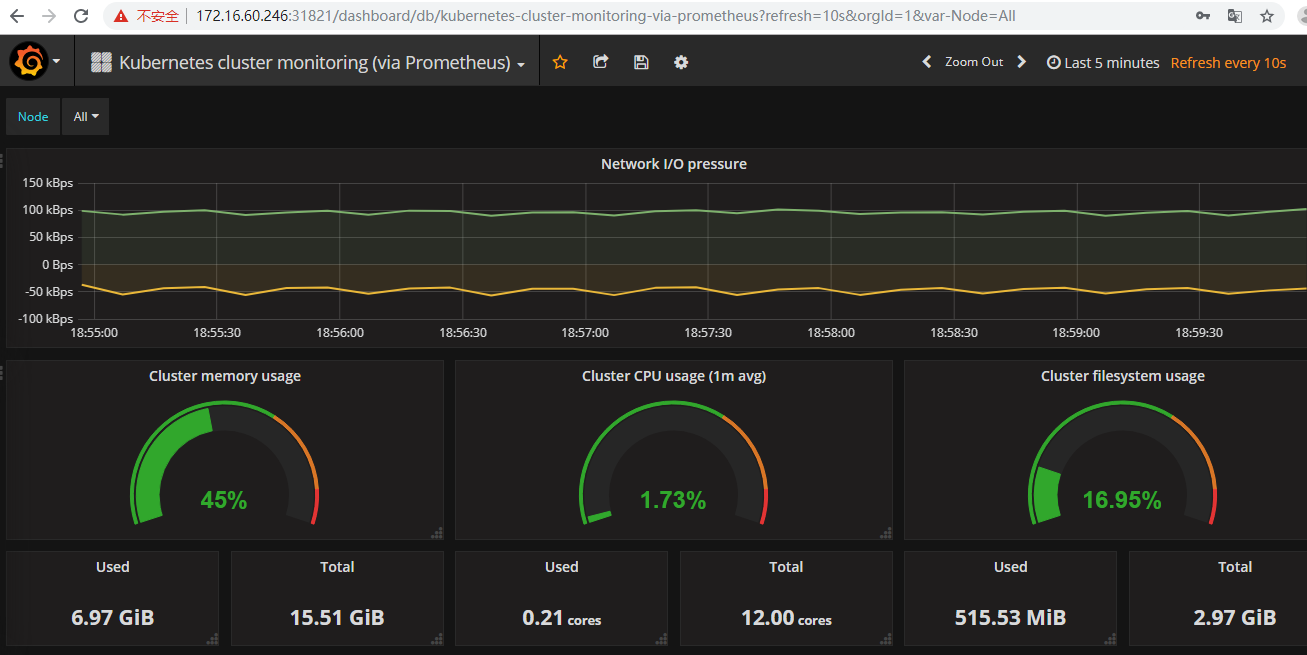 不安全 172.16.60.246:31821/dashboard/db/kubernetes-cluster-monitoring-via-prometheus?refresh=10s&orgId=1&var-Node=All
Kubernetes cluster monitoring (via Prometheus) Zoom Out Last 5 minutes Refresh every 10s
Node All
Network I/O pressure
150 kBps
100 kBps
50 kBps
0 Bps
-50 kBps
-100 kBps
18:55:00 18:55:30 18:56:00 18:56:30 18:57:00 18:57:30 18:58:00 18:58:30 18:59:00 18:59:30
Cluster memory usage Cluster CPU usage (1m avg) Cluster filesystem usage
45% 1.73% 16.95%
Used Total Used Total Used Total
6.97 GiB 15.51 GiB 0.21 cores 12.00 cores 515.53 MiB 2.97 GiB